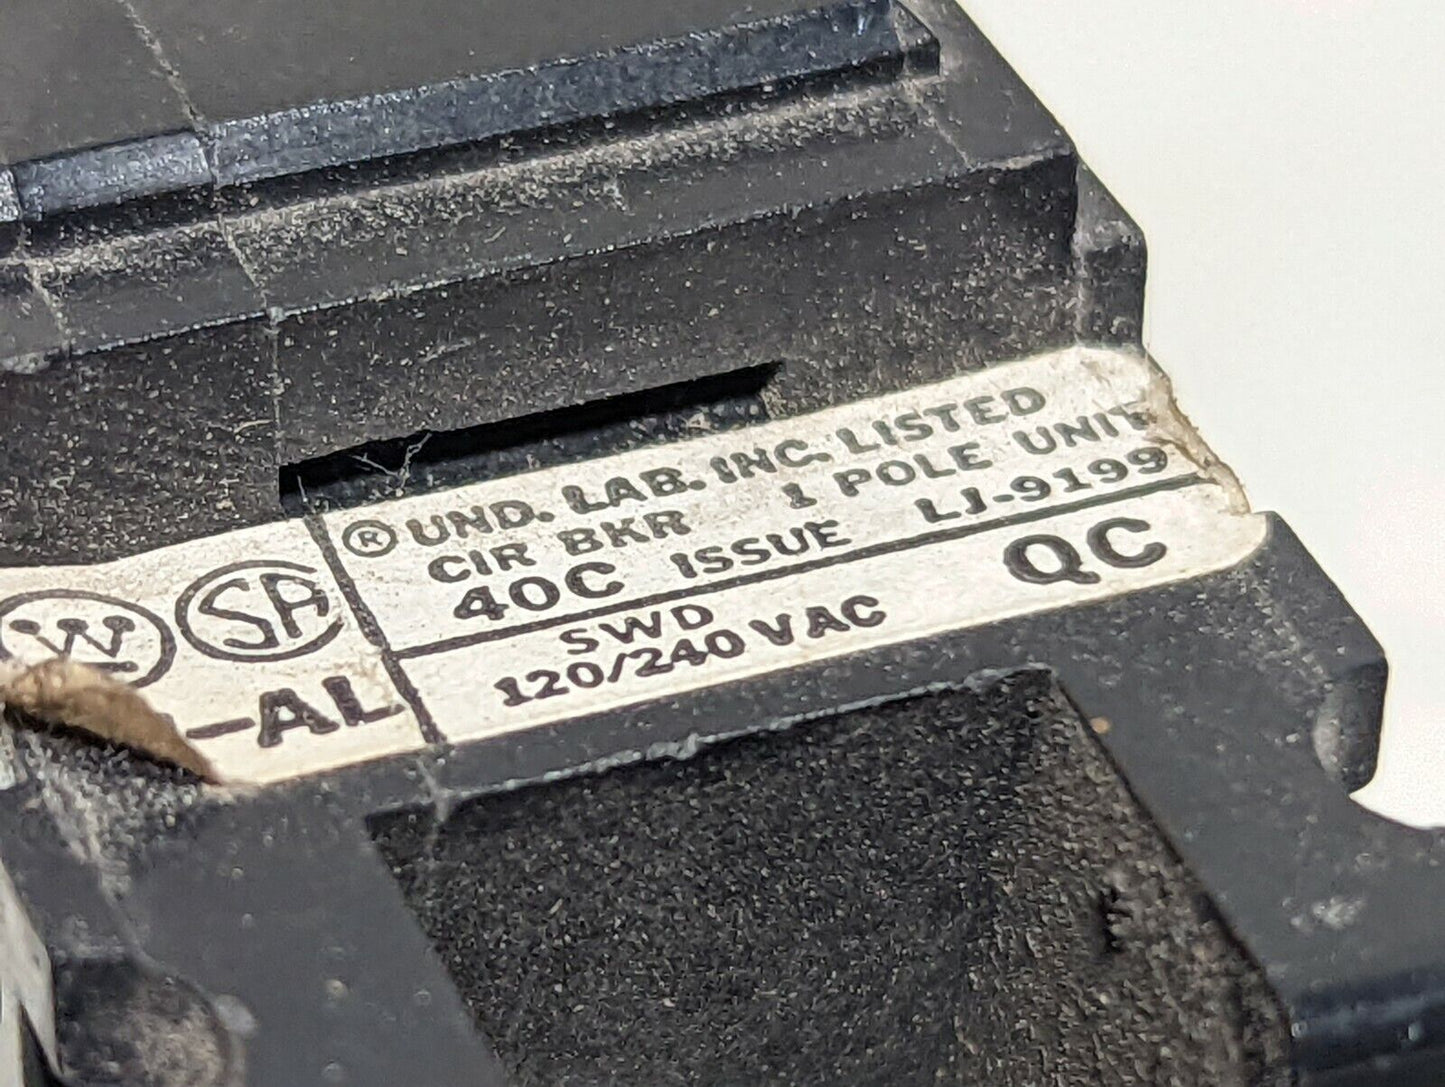 ® UND. LAB. INC. LISTED
CIR BKR 1 POLE UNIT
40C ISSUE LJ-9199
SWD
120/240 VAC QC
W SA
-AL